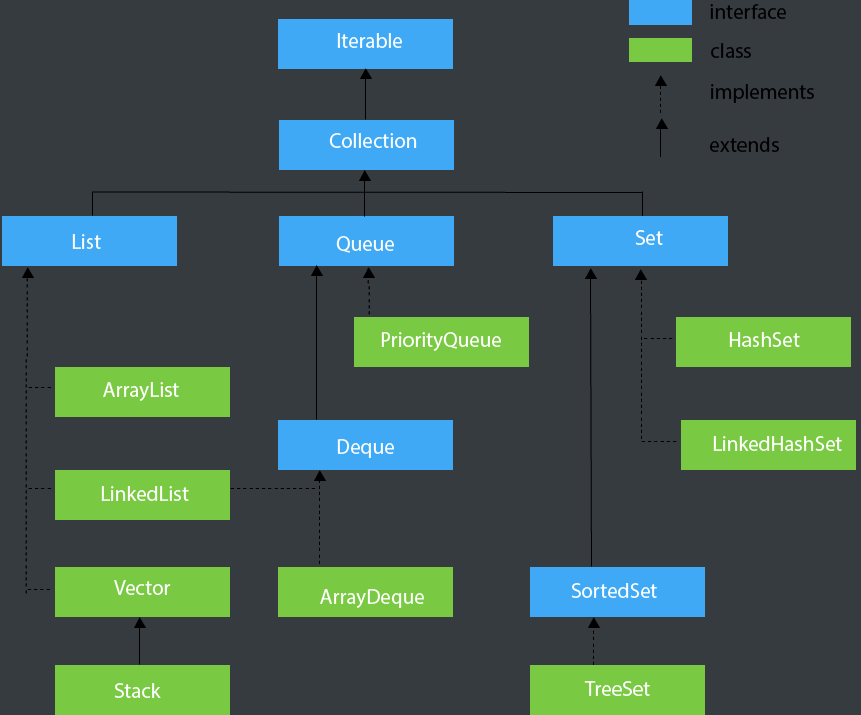 interface
Iterable
class
implements
Collection
extends
List
Queue
Set
PriorityQueue
HashSet
ArrayList
Deque
LinkedHashSet
LinkedList
Vector
ArrayDeque
SortedSet
Stack
TreeSet